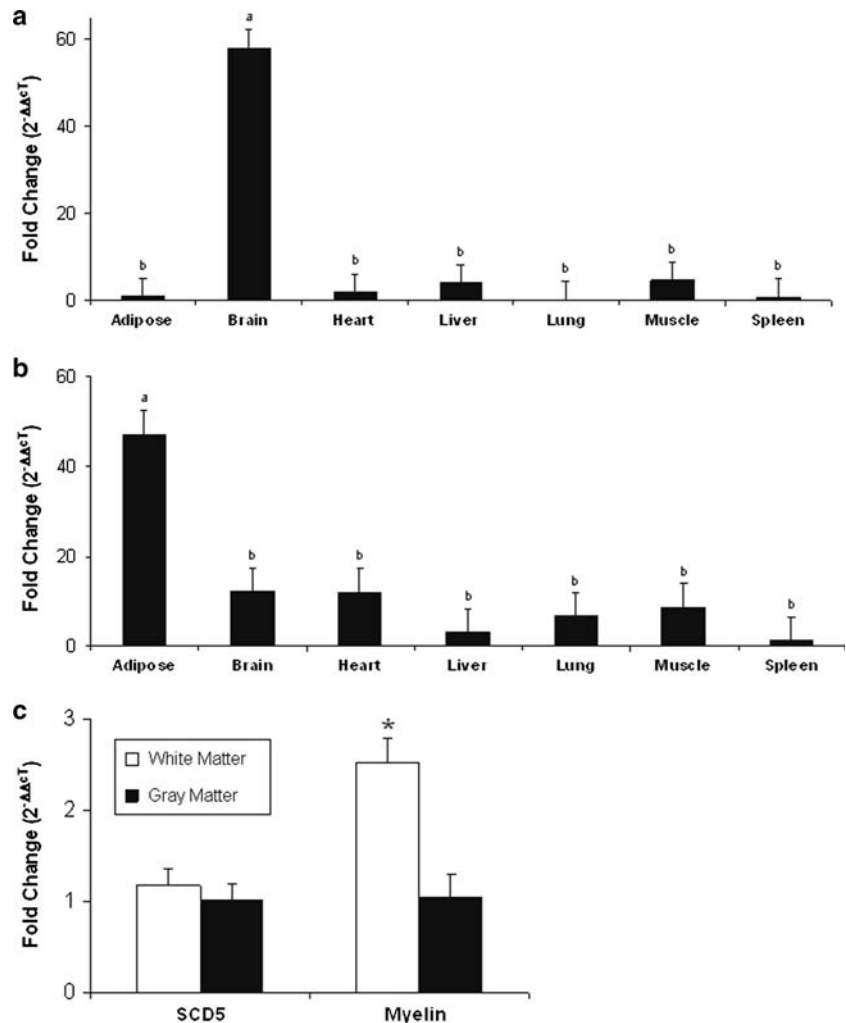 a
Fold Change (2^-ΔΔcT)
60
40
20
0
a
b
b
b
b
b
b
Adipose Brain Heart Liver Lung Muscle Spleen
b
Fold Change (2^-ΔΔcT)
60
40
20
0
a
b
b
b
b
b
b
Adipose Brain Heart Liver Lung Muscle Spleen
c
Fold Change (2^-ΔΔcT)
3
2
1
0
White Matter
Gray Matter
*
SCD5 Myelin